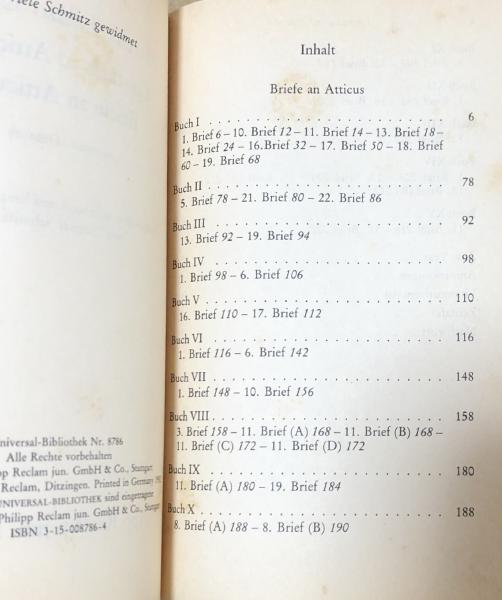 Schmitz gewidmet
Universal-Bibliothek Nr. 8786
Alle Rechte vorbehalten
Reclam jun. GmbH & Co., Stuttgart
Reclam, Ditzingen. Printed in Germany
UNIVERSAL-BIBLIOTHEK sind eingetragene
Philipp Reclam jun. GmbH & Co., Stuttgart
ISBN 3-15-008786-4
Inhalt
Briefe an Atticus
Buch I . . . . . . . . . . . . . . . . . . . . 6
1. Brief 6 – 10. Brief 12 – 11. Brief 14 – 13. Brief 18 –
14. Brief 24 – 16. Brief 32 – 17. Brief 50 – 18. Brief
60 – 19. Brief 68
Buch II . . . . . . . . . . . . . . . . . . . . 78
5. Brief 78 – 21. Brief 80 – 22. Brief 86
Buch III . . . . . . . . . . . . . . . . . . . . 92
13. Brief 92 – 19. Brief 94
Buch IV . . . . . . . . . . . . . . . . . . . . 98
1. Brief 98 – 6. Brief 106
Buch V . . . . . . . . . . . . . . . . . . . . 110
16. Brief 110 – 17. Brief 112
Buch VI . . . . . . . . . . . . . . . . . . . . 116
1. Brief 116 – 6. Brief 142
Buch VII . . . . . . . . . . . . . . . . . . . . 148
1. Brief 148 – 10. Brief 156
Buch VIII . . . . . . . . . . . . . . . . . . . . 158
3. Brief 158 – 11. Brief (A) 168 – 11. Brief (B) 168 –
11. Brief (C) 172 – 11. Brief (D) 172
Buch IX . . . . . . . . . . . . . . . . . . . . 180
11. Brief (A) 180 – 19. Brief 184
Buch X . . . . . . . . . . . . . . . . . . . . 188
8. Brief (A) 188 – 8. Brief (B) 190